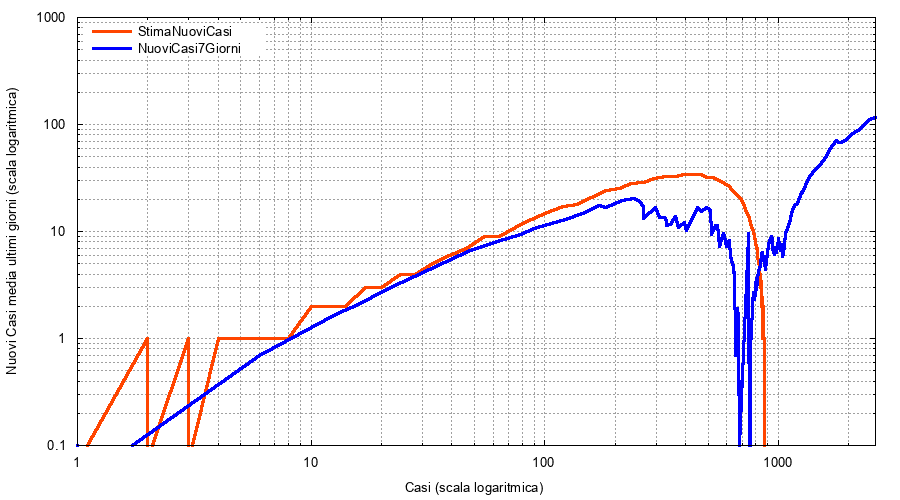 1000
100
10
1
0.1
StimaNuoviCasi
NuoviCasi7Giorni
Nuovi Casi media ultimi giorni (scala logaritmica)
1 10 100 1000
Casi (scala logaritmica)